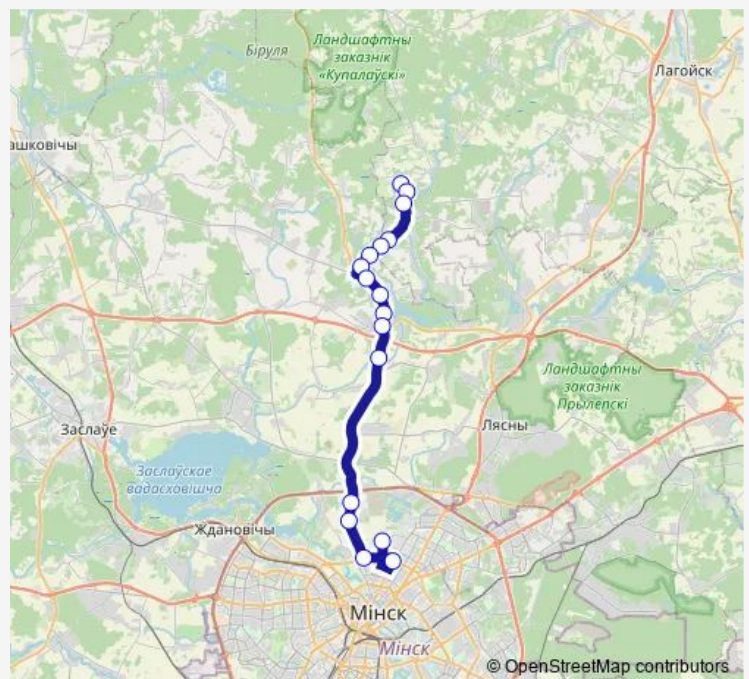 Біруля
Ландшафтны
заказнік
«Купалаўскі»
Лагойск
ашковічы
Ландшафтны
заказнік
Прылепскі
Заслаўе
Лясны
Заслаўскае
вадасховішча
Ждановічы
Мінск
Мінск
© OpenStreetMap contributors